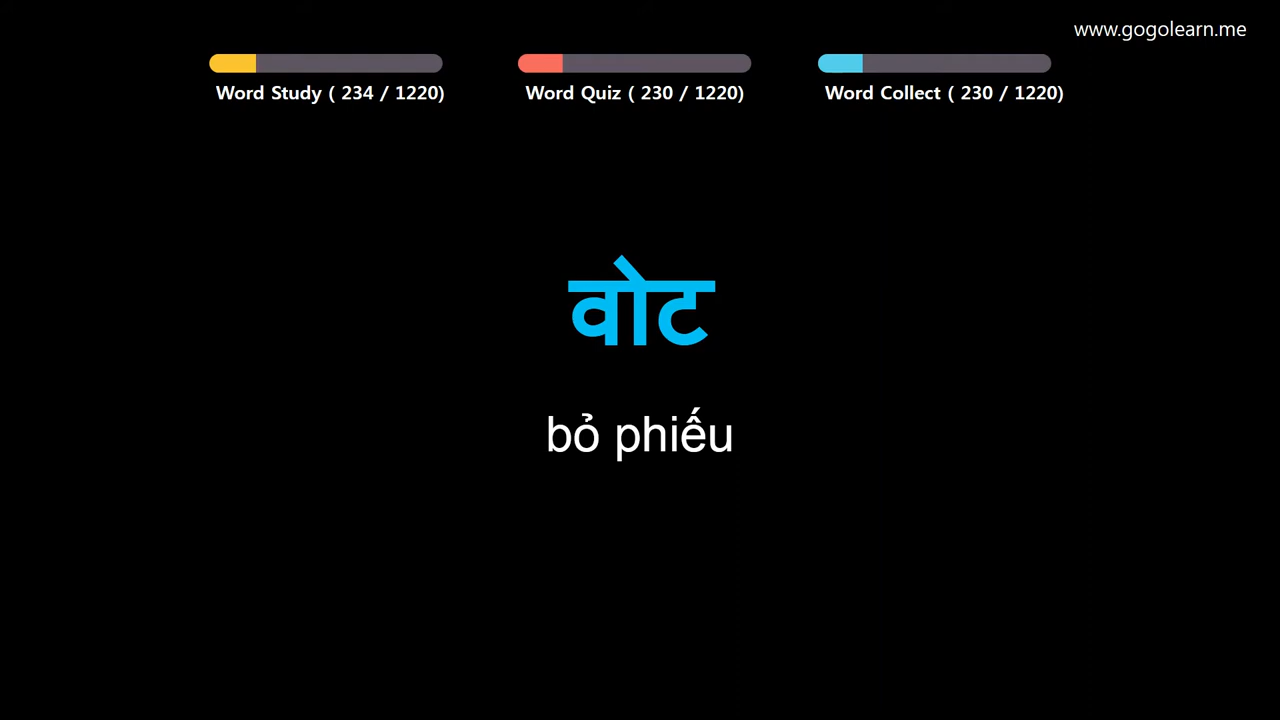 www.gogolearn.me
Word Study ( 234 / 1220)
Word Quiz ( 230 / 1220)
Word Collect ( 230 / 1220)
वोट
bỏ phiếu